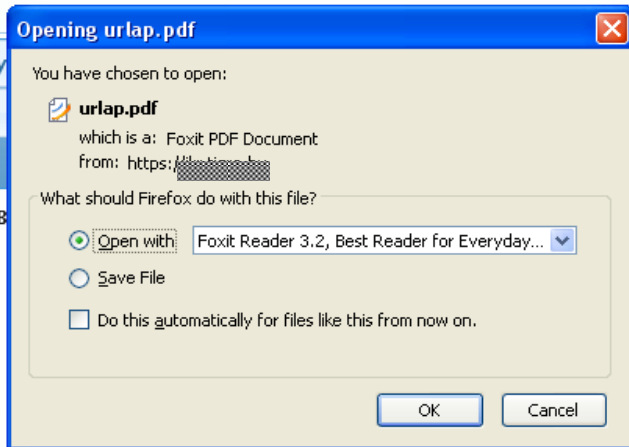 Opening urlap.pdf
You have chosen to open:
urlap.pdf
which is a: Foxit PDF Document
from: https:/
What should Firefox do with this file?
8
Open with Foxit Reader 3.2, Best Reader for Everyday...
Save File
Do this automatically for files like this from now on.
OK Cancel